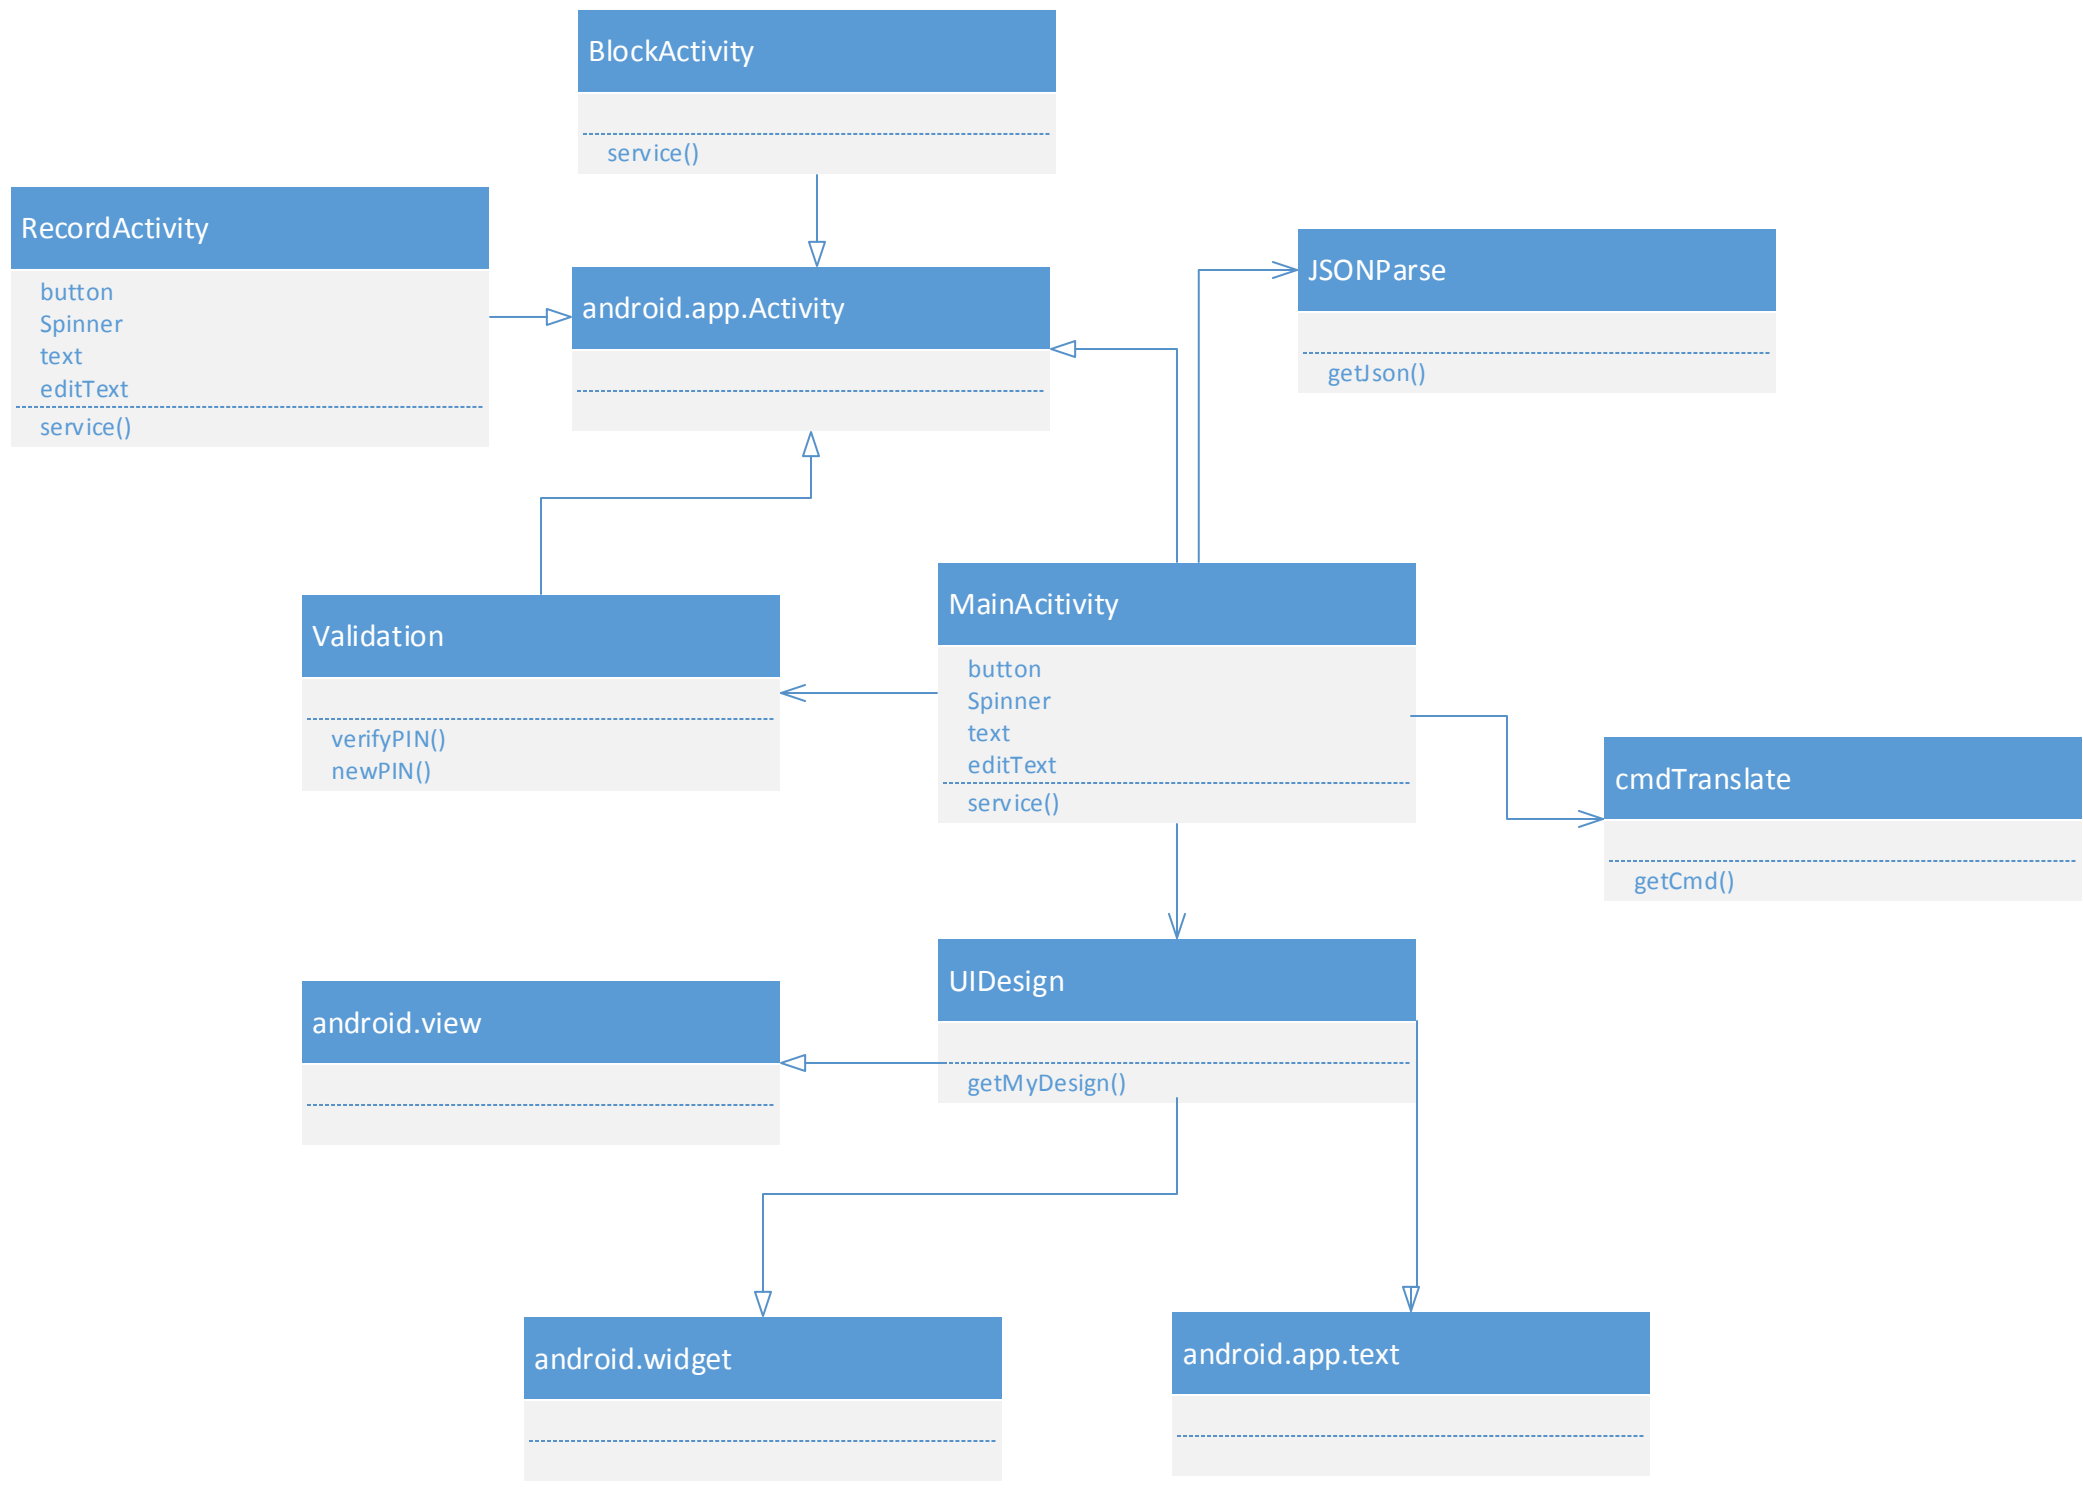 BlockActivity
service()
RecordActivity
button
Spinner
text
editText
service()
android.app.Activity
JSONParse
getJson()
Validation
verifyPIN()
newPIN()
MainAcitivity
button
Spinner
text
editText
service()
cmdTranslate
getCmd()
UIDesign
getMyDesign()
android.view
android.widget
android.app.text